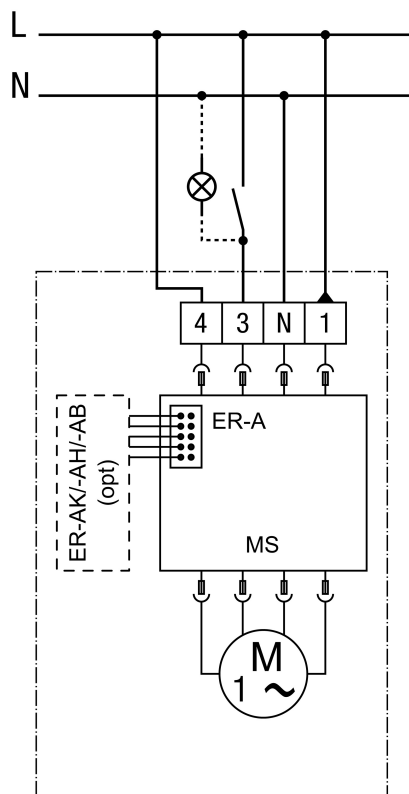 L
N
4 3 N 1
ER-A
ER-AK/-AH/-AB
(opt)
MS
M
1 ~